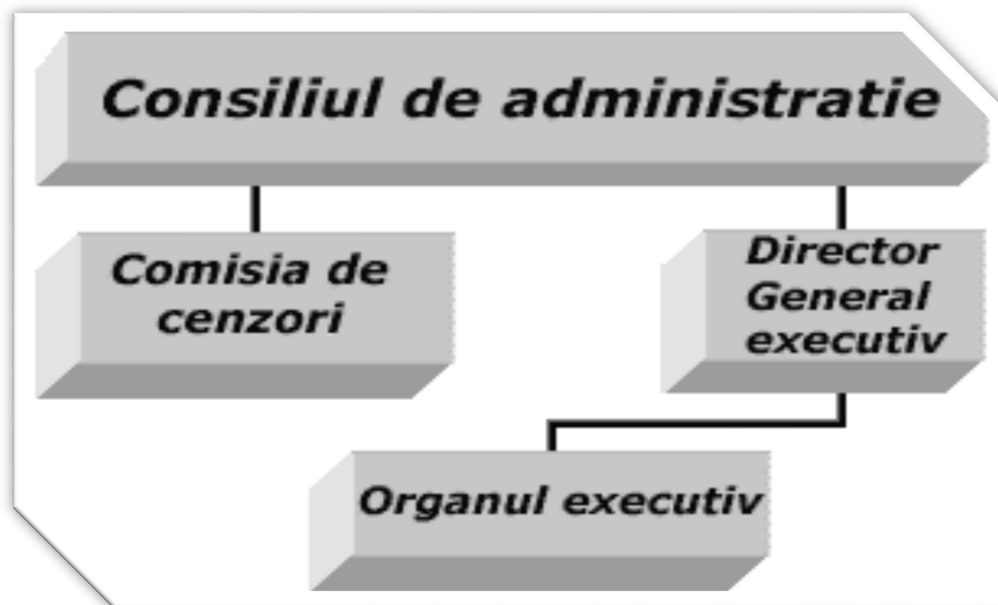 Consiliul de administratie
Comisia de
cenzori
Director
General
executiv
Organul executiv